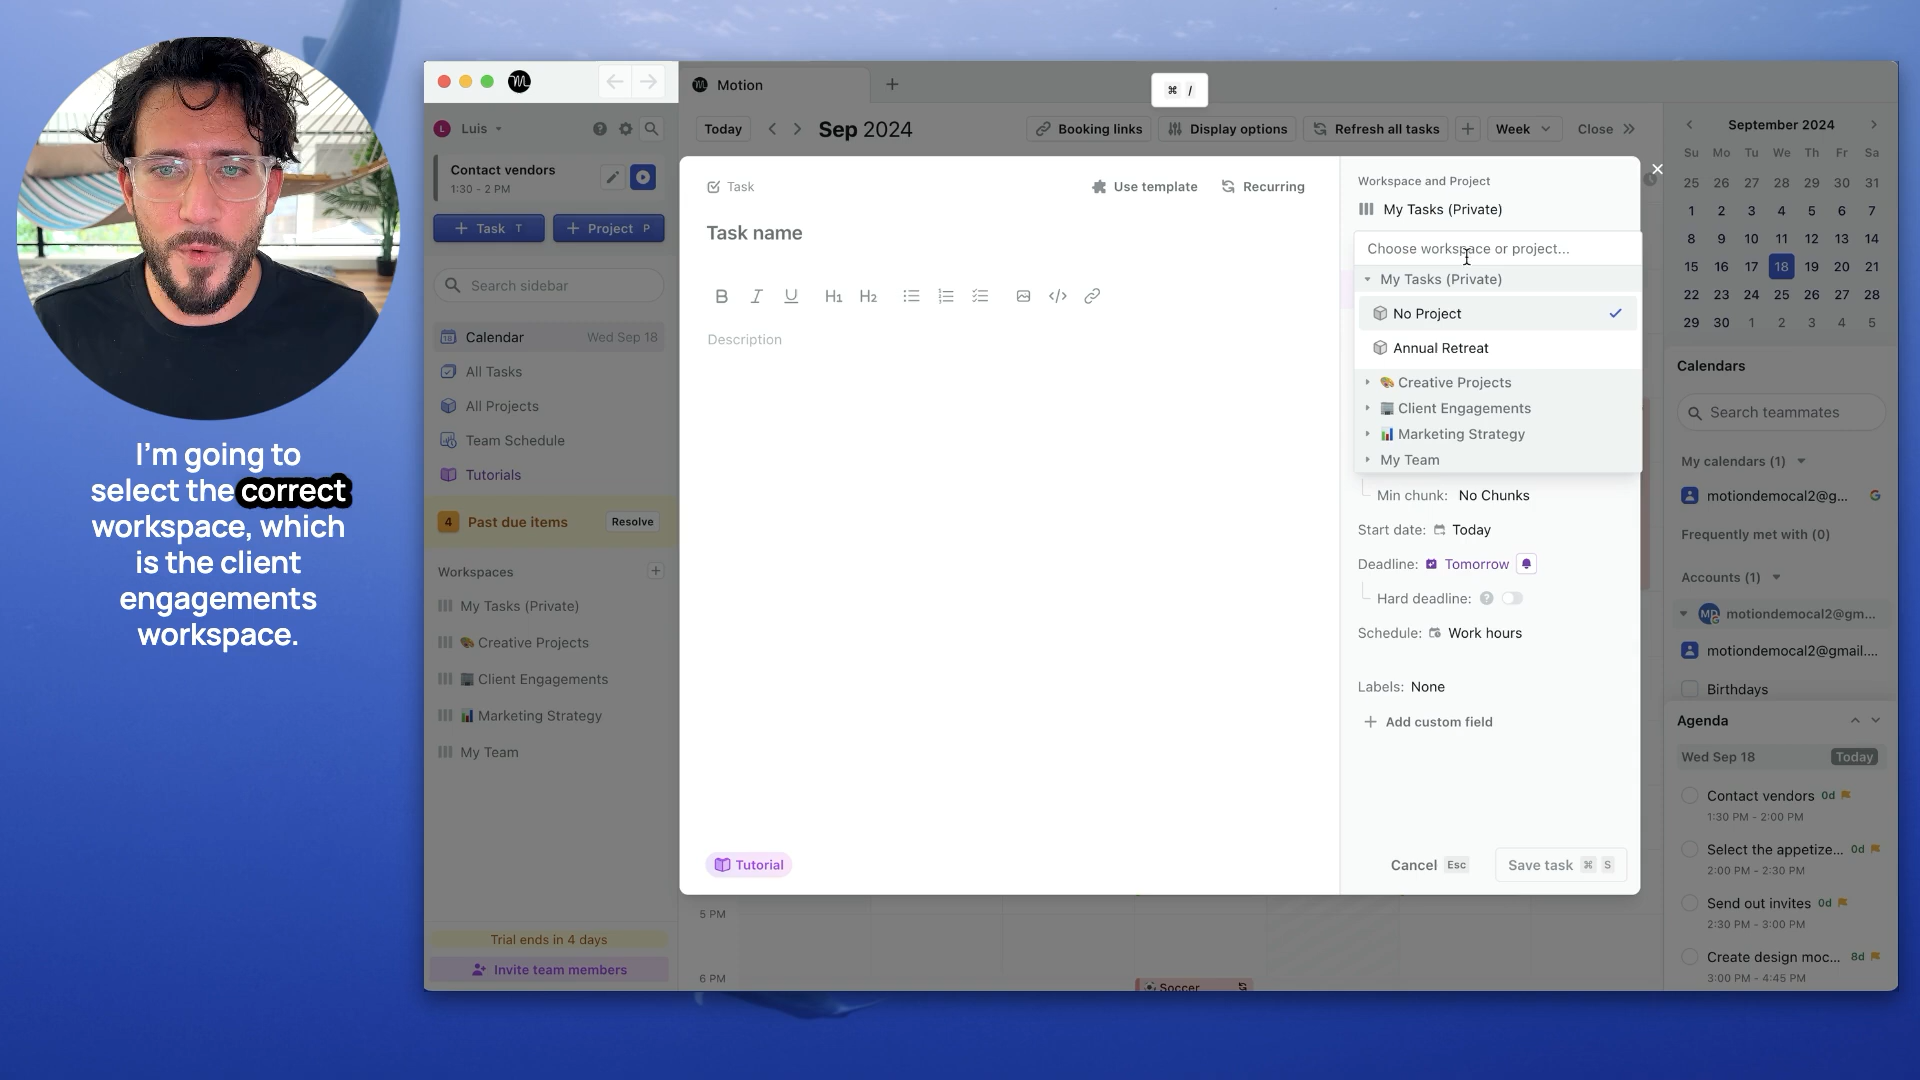 I'm going to
select the correct
workspace, which
is the client
engagements
workspace.
Motion
⌘ /
Luis
Contact vendors
1:30 - 2 PM
+ Task T
+ Project P
Search sidebar
Calendar Wed Sep 18
All Tasks
All Projects
Team Schedule
Tutorials
4 Past due items Resolve
Workspaces
My Tasks (Private)
Creative Projects
Client Engagements
Marketing Strategy
My Team
Trial ends in 4 days
Invite team members
Today Sep 2024 Booking links Display options Refresh all tasks Week Close
Task Use template Recurring
Task name
B I U H1 H2
Description
Tutorial
Workspace and Project
My Tasks (Private)
Choose workspace or project...
My Tasks (Private)
No Project
Annual Retreat
Creative Projects
Client Engagements
Marketing Strategy
My Team
Min chunk: No Chunks
Start date: Today
Deadline: Tomorrow
Hard deadline: ?
Schedule: Work hours
Labels: None
+ Add custom field
Cancel Esc Save task ⌘ S
5 PM
6 PM
Soccer
September 2024
Su Mo Tu We Th Fr Sa
25 26 27 28 29 30 31
1 2 3 4 5 6 7
8 9 10 11 12 13 14
15 16 17 18 19 20 21
22 23 24 25 26 27 28
29 30 1 2 3 4 5
Calendars
Search teammates
My calendars (1)
motiondemocal2@g...
Frequently met with (0)
Accounts (1)
motiondemocal2@gm...
motiondemocal2@gmail....
Birthdays
Agenda
Wed Sep 18 Today
Contact vendors 0d
1:30 PM - 2:00 PM
Select the appetize... 0d
2:00 PM - 2:30 PM
Send out invites 0d
2:30 PM - 3:00 PM
Create design moc... 8d
3:00 PM - 4:45 PM